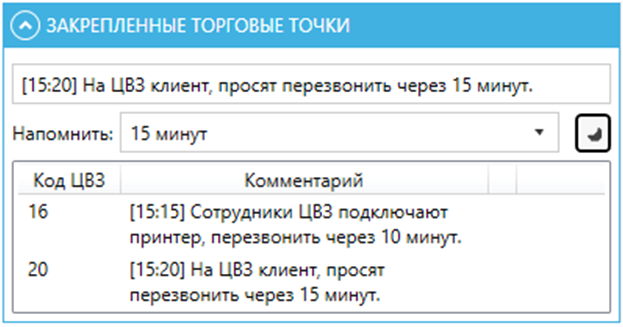 ЗАКРЕПЛЕННЫЕ ТОРГОВЫЕ ТОЧКИ
[15:20] На ЦВЗ клиент, просят перезвонить через 15 минут.
Напомнить: 15 минут
Код ЦВЗ Комментарий
16 [15:15] Сотрудники ЦВЗ подключают
принтер, перезвонить через 10 минут.
20 [15:20] На ЦВЗ клиент, просят
перезвонить через 15 минут.